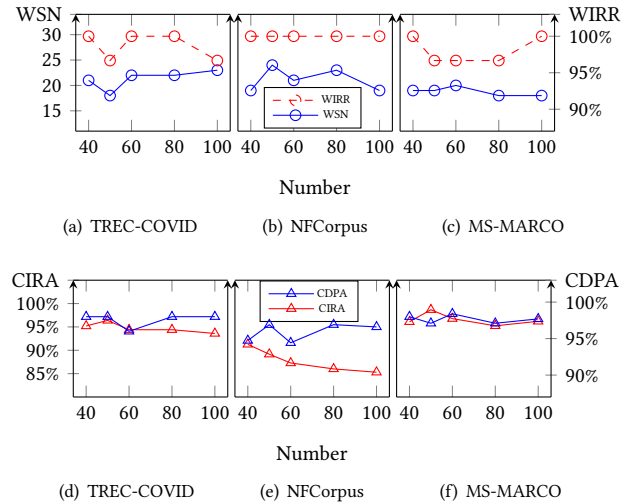 WSN
WIRR
30
25
20
15
100%
95%
90%
WIRR
WSN
40 60 80 100
40 60 80 100
40 60 80 100
Number
(a) TREC-COVID
(b) NFCorpus
(c) MS-MARCO
CIRA
CDPA
100%
95%
90%
85%
100%
95%
90%
CDPA
CIRA
40 60 80 100
40 60 80 100
40 60 80 100
Number
(d) TREC-COVID
(e) NFCorpus
(f) MS-MARCO